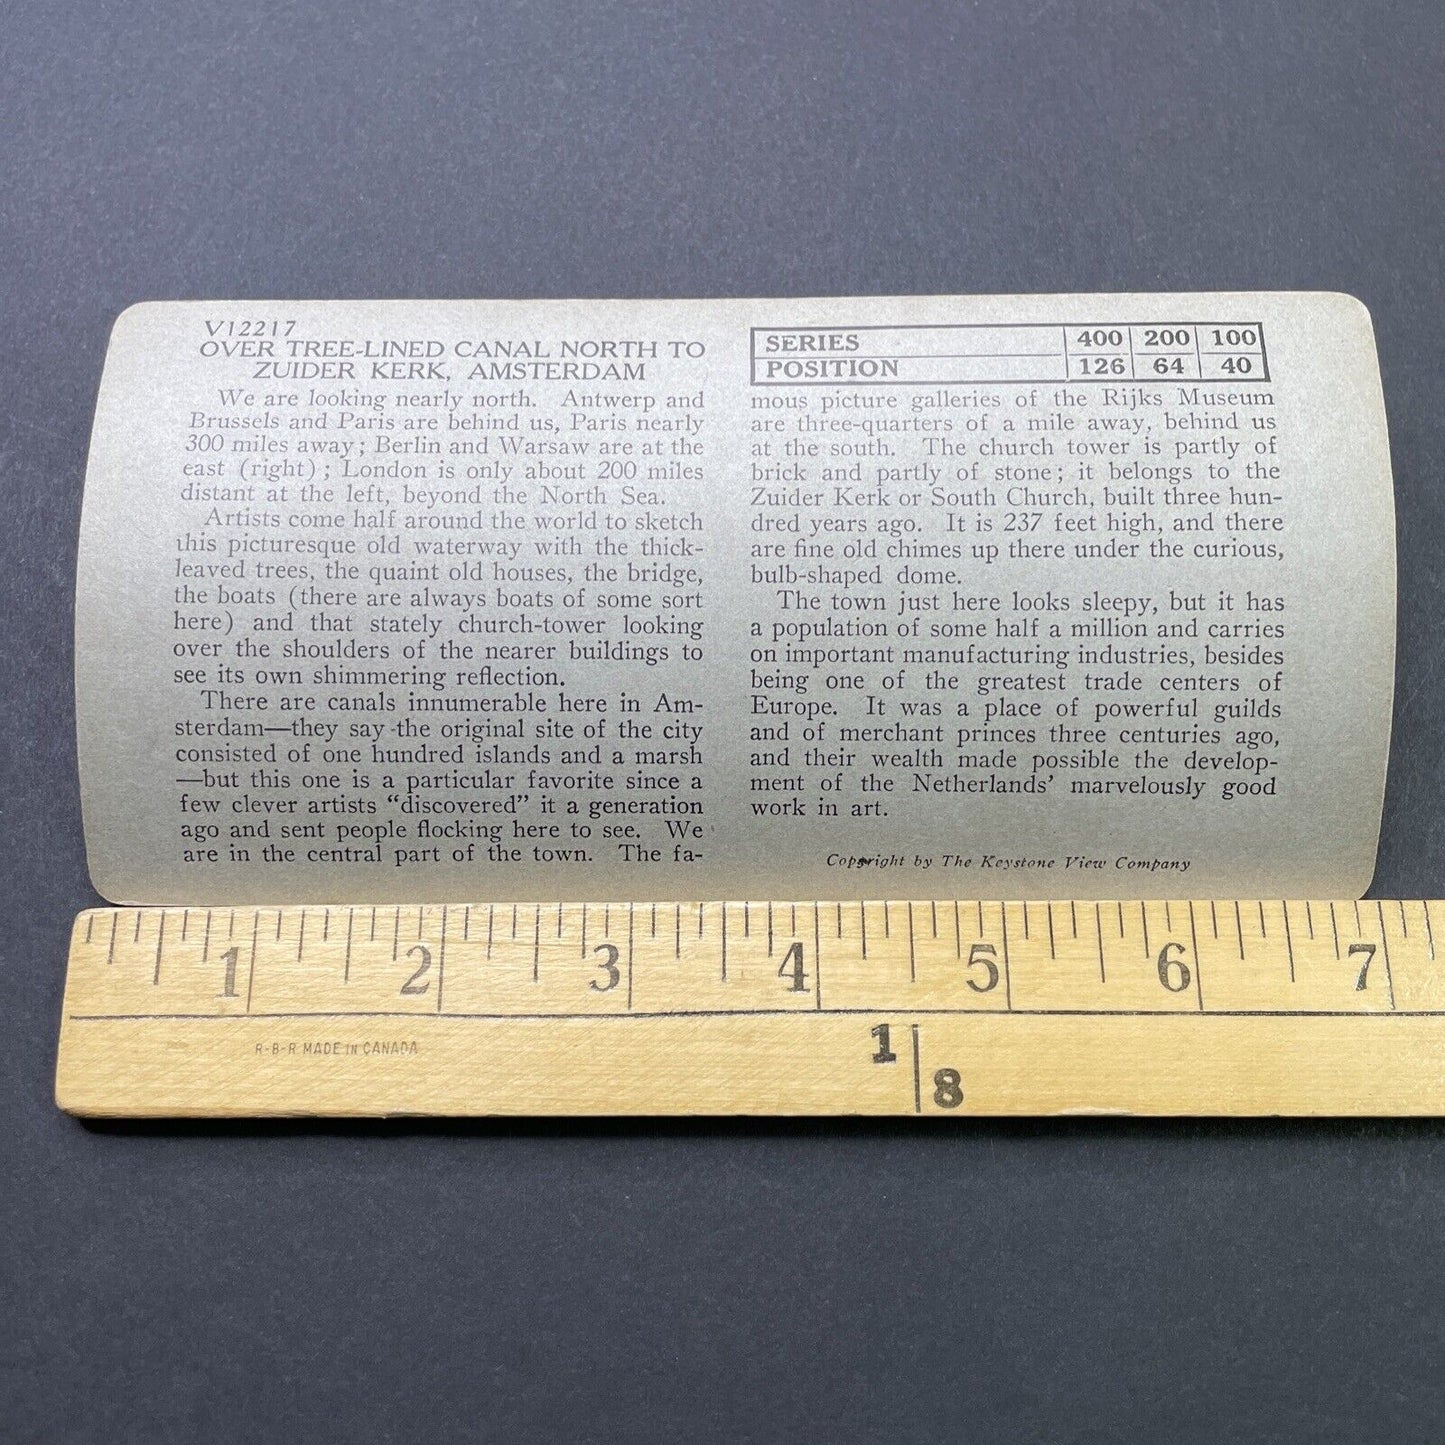 V12217
OVER TREE-LINED CANAL NORTH TO
ZUIDER KERK, AMSTERDAM
We are looking nearly north. Antwerp and
Brussels and Paris are behind us, Paris nearly
300 miles away; Berlin and Warsaw are at the
east (right); London is only about 200 miles
distant at the left, beyond the North Sea.
Artists come half around the world to sketch
this picturesque old waterway with the thick-
leaved trees, the quaint old houses, the bridge,
the boats (there are always boats of some sort
here) and that stately church-tower looking
over the shoulders of the nearer buildings to
see its own shimmering reflection.
There are canals innumerable here in Am-
sterdam—they say the original site of the city
consisted of one hundred islands and a marsh
—but this one is a particular favorite since a
few clever artists "discovered" it a generation
ago and sent people flocking here to see. We
are in the central part of the town. The fa-
SERIES 400 200 100
POSITION 126 64 40
mous picture galleries of the Rijks Museum
are three-quarters of a mile away, behind us
at the south. The church tower is partly of
brick and partly of stone; it belongs to the
Zuider Kerk or South Church, built three hun-
dred years ago. It is 237 feet high, and there
are fine old chimes up there under the curious,
bulb-shaped dome.
The town just here looks sleepy, but it has
a population of some half a million and carries
on important manufacturing industries, besides
being one of the greatest trade centers of
Europe. It was a place of powerful guilds
and of merchant princes three centuries ago,
and their wealth made possible the develop-
ment of the Netherlands' marvelously good
work in art.
Copyright by The Keystone View Company
1 2 3 4 5 6 7
R-B-R MADE IN CANADA
1 8